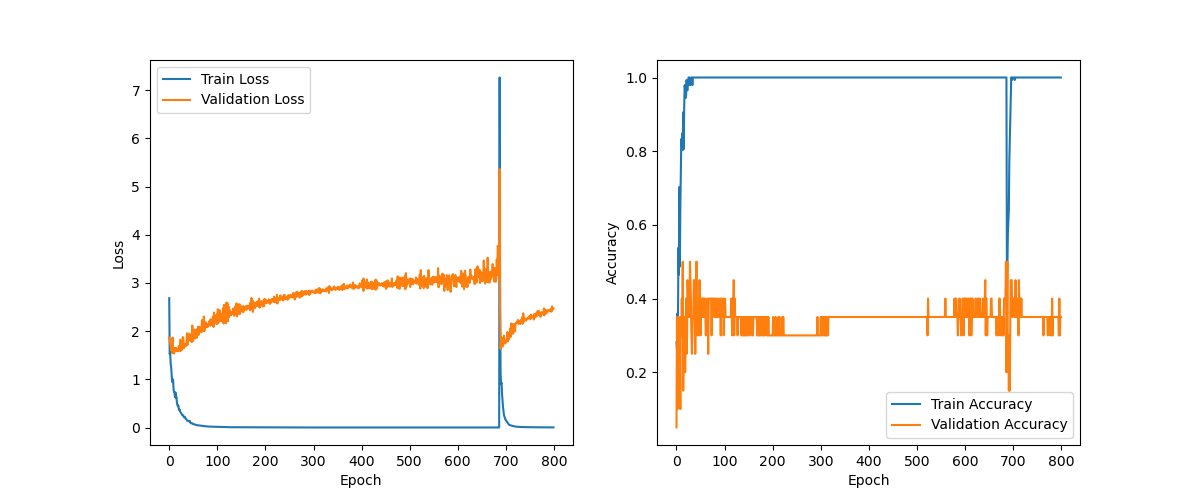 Train Loss
Validation Loss
7
6
5
4
3
2
1
0
Loss
0 100 200 300 400 500 600 700 800
Epoch
1.0
0.8
0.6
0.4
0.2
Accuracy
Train Accuracy
Validation Accuracy
0 100 200 300 400 500 600 700 800
Epoch